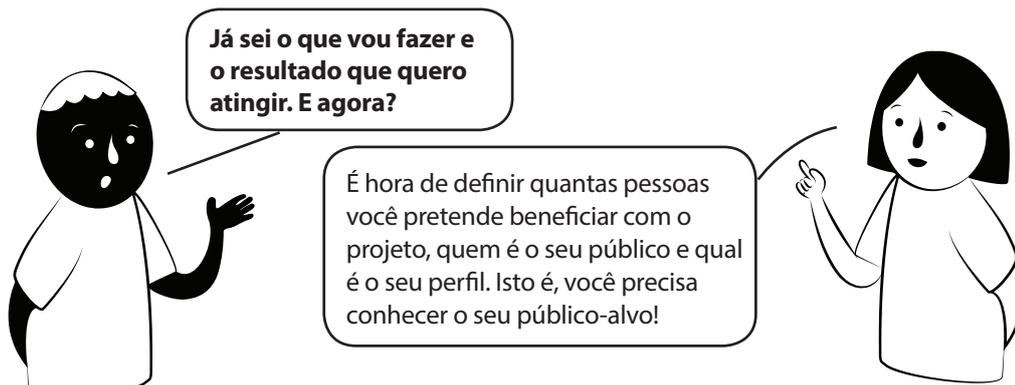 Já sei o que vou fazer e
o resultado que quero
atingir. E agora?
É hora de definir quantas pessoas
você pretende beneficiar com o
projeto, quem é o seu público e qual
é o seu perfil. Isto é, você precisa
conhecer o seu público-alvo!